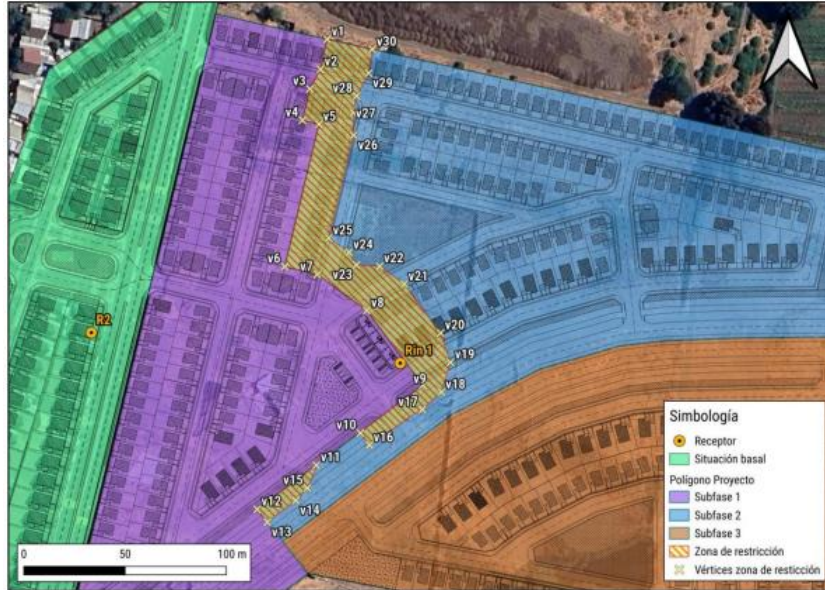 v1
v30
v2
v29
v3
v28
v4
v5
v27
v26
v25
v24
v6
v7
v23
v22
v21
v8
R2
v20
Rin 1
v19
v9
v18
v17
v10
v16
v11
v15
v14
v12
v13
Simbología
Receptor
Situación basal
Polígono Proyecto
Subfase 1
Subfase 2
Subfase 3
Zona de restricción
Vértices zona de resticción
0 50 100 m